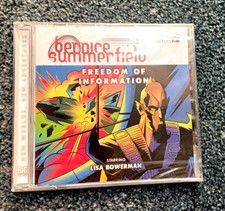 bernice
summerfield
FREEDOM OF
INFORMATION
STARRING
LISA BOWERMAN